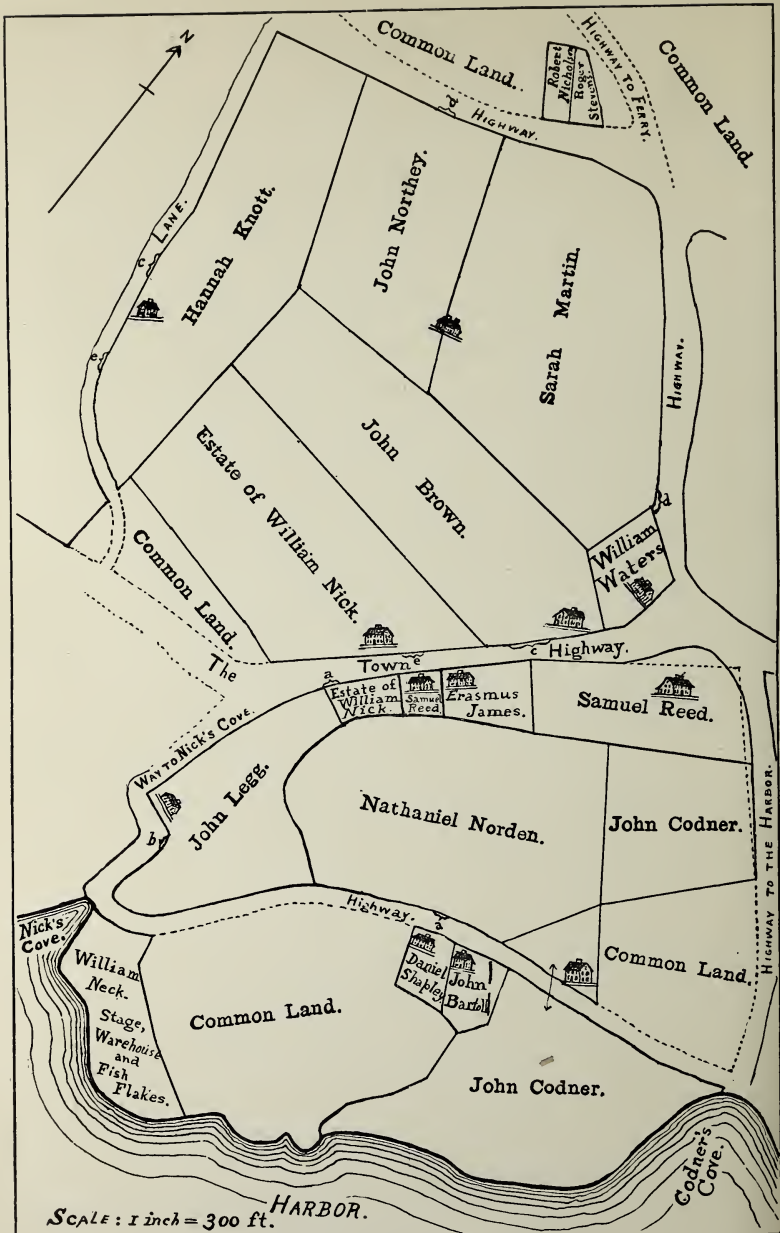 N
Common Land.
Highway to Ferry.
Common Land.
Robert
Nicholson
Roger
Stevens.
d
Highway.
Lane.
c
Hannah Knott.
John Northey.
Sarah Martin.
Highway.
e
John Brown.
Estate of William Nick.
d
William
Waters
Common Land.
The
Town
e
c
Highway.
a
Estate of
William
Nick.
Samuel
Reed.
Erasmus
James.
Samuel Reed.
Way to Nick's Cove.
John Legg.
b
Nathaniel Norden.
John Codner.
Highway to the Harbor.
Highway.
a
Nick's
Cove.
William
Neck.
Stage,
Warehouse
and
Fish
Flakes.
Common Land.
Daniel
Shapley
John
Bartoll
Common Land.
John Codner.
Codner's
Cove.
Harbor.
Scale: 1 inch = 300 ft.